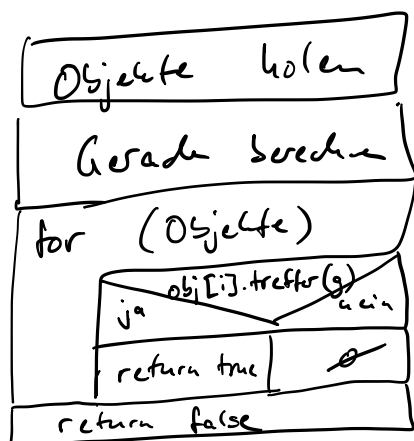 Objekte holen
Gerade berechnen
for (Objekte)
obj[i].treffer(g)
ja nein
return true ∅
return false